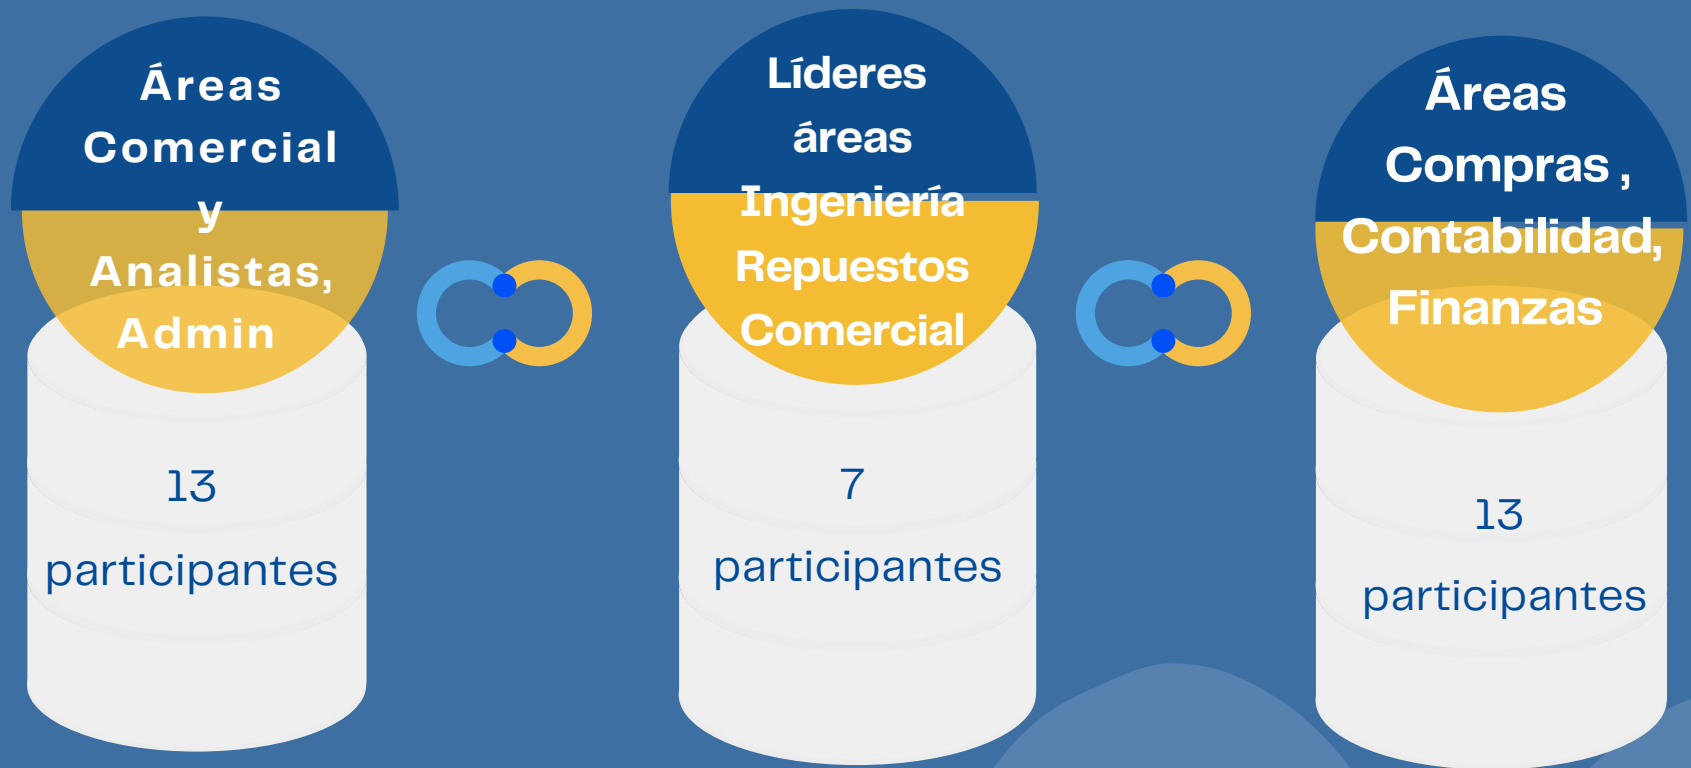 Áreas
Comercial
y
Analistas,
Admin
13
participantes
Líderes
áreas
Ingeniería
Repuestos
Comercial
7
participantes
Áreas
Compras ,
Contabilidad,
Finanzas
13
participantes